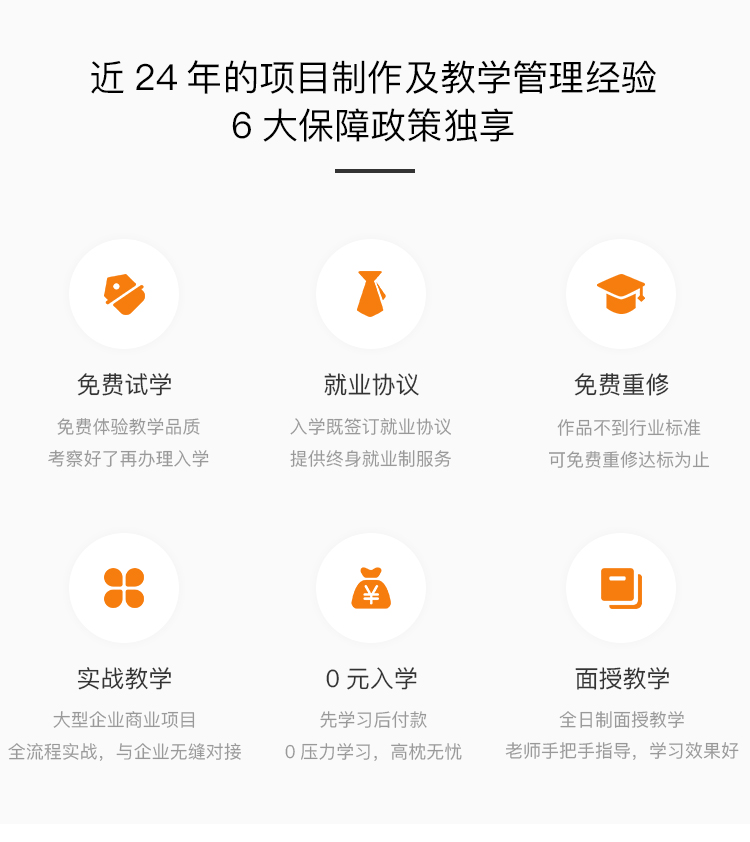 近 24 年的项目制作及教学管理经验
6 大保障政策独享
免费试学
免费体验教学品质
考察好了再办理入学
就业协议
入学既签订就业协议
提供终身就业制服务
免费重修
作品不到行业标准
可免费重修达标为止
实战教学
大型企业商业项目
全流程实战，与企业无缝对接
¥
0 元入学
先学习后付款
0 压力学习，高枕无忧
面授教学
全日制面授教学
老师手把手指导，学习效果好